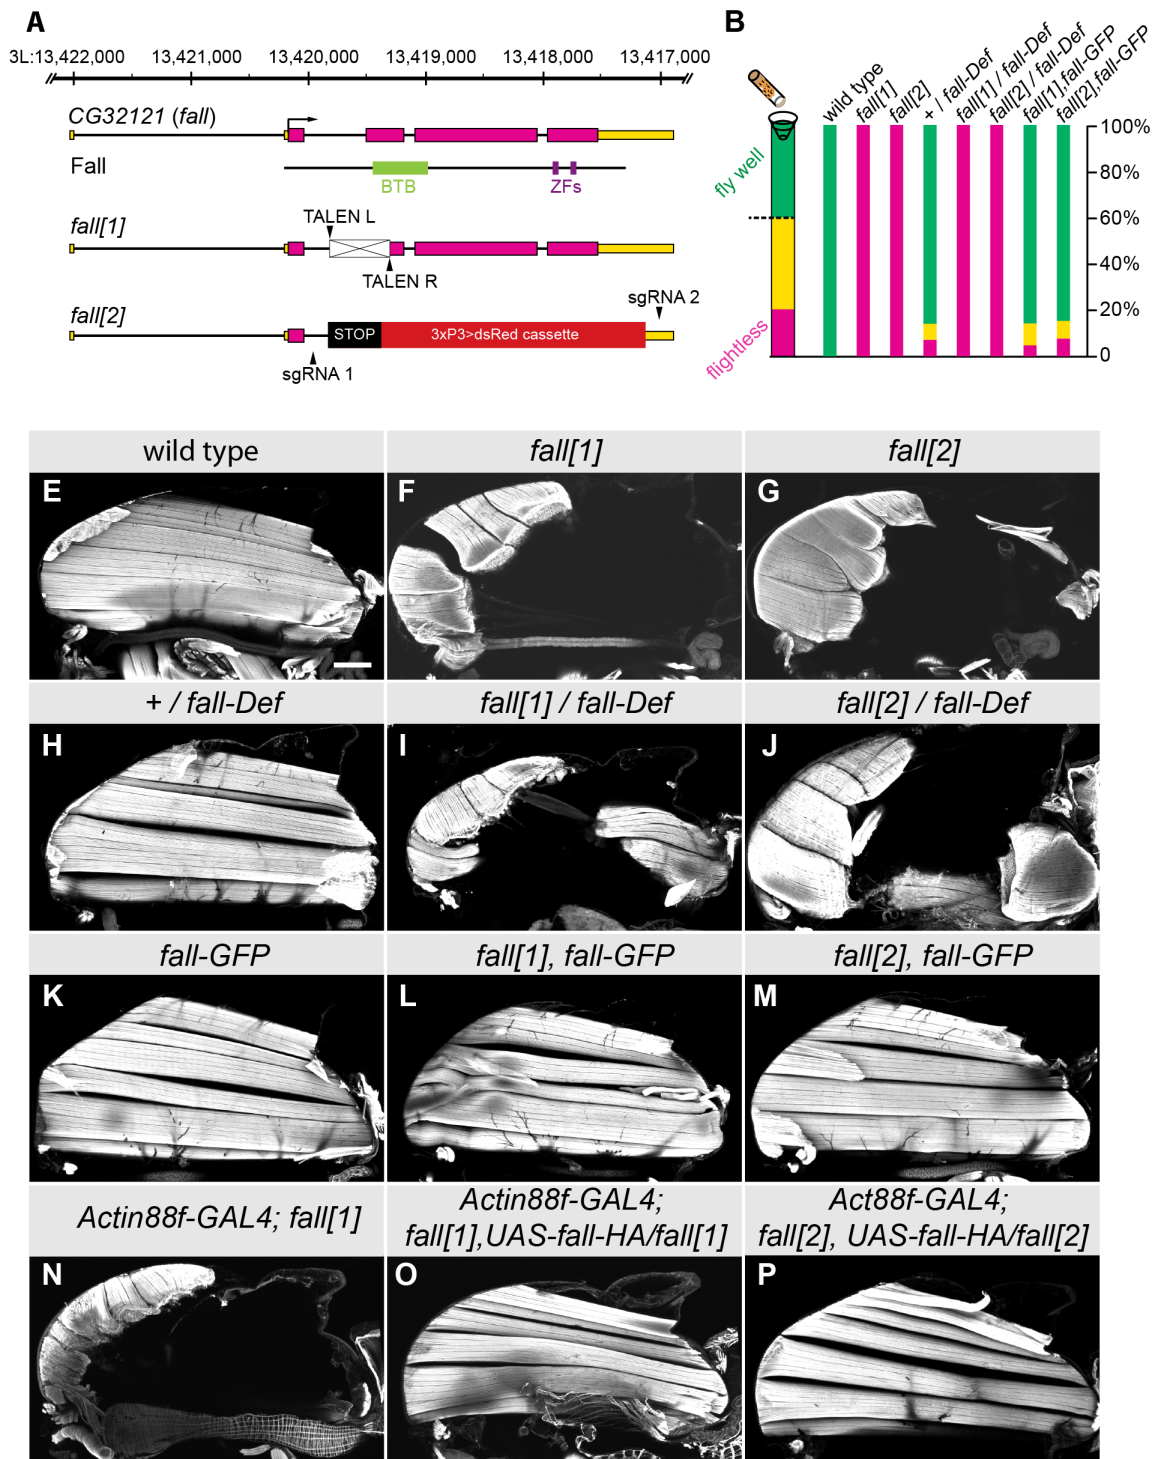 A
3L:13,422,000 13,421,000 13,420,000 13,419,000 13,418,000 13,417,000
CG32121 (fall)
Fall
BTB
ZFs
fall[1]
TALEN L
TALEN R
fall[2]
sgRNA 2
STOP
3xP3>dsRed cassette
sgRNA 1
B
fly well
flightless
wild type
fall[1]
fall[2]
+ / fall-Def
fall[1] / fall-Def
fall[2] / fall-Def
fall[1],fall-GFP
fall[2],fall-GFP
100%
80%
60%
40%
20%
0
wild type
fall[1]
fall[2]
E
F
G
+ / fall-Def
fall[1] / fall-Def
fall[2] / fall-Def
H
I
J
fall-GFP
fall[1], fall-GFP
fall[2], fall-GFP
K
L
M
Actin88f-GAL4; fall[1]
Actin88f-GAL4;
fall[1],UAS-fall-HA/fall[1]
Act88f-GAL4;
fall[2], UAS-fall-HA/fall[2]
N
O
P